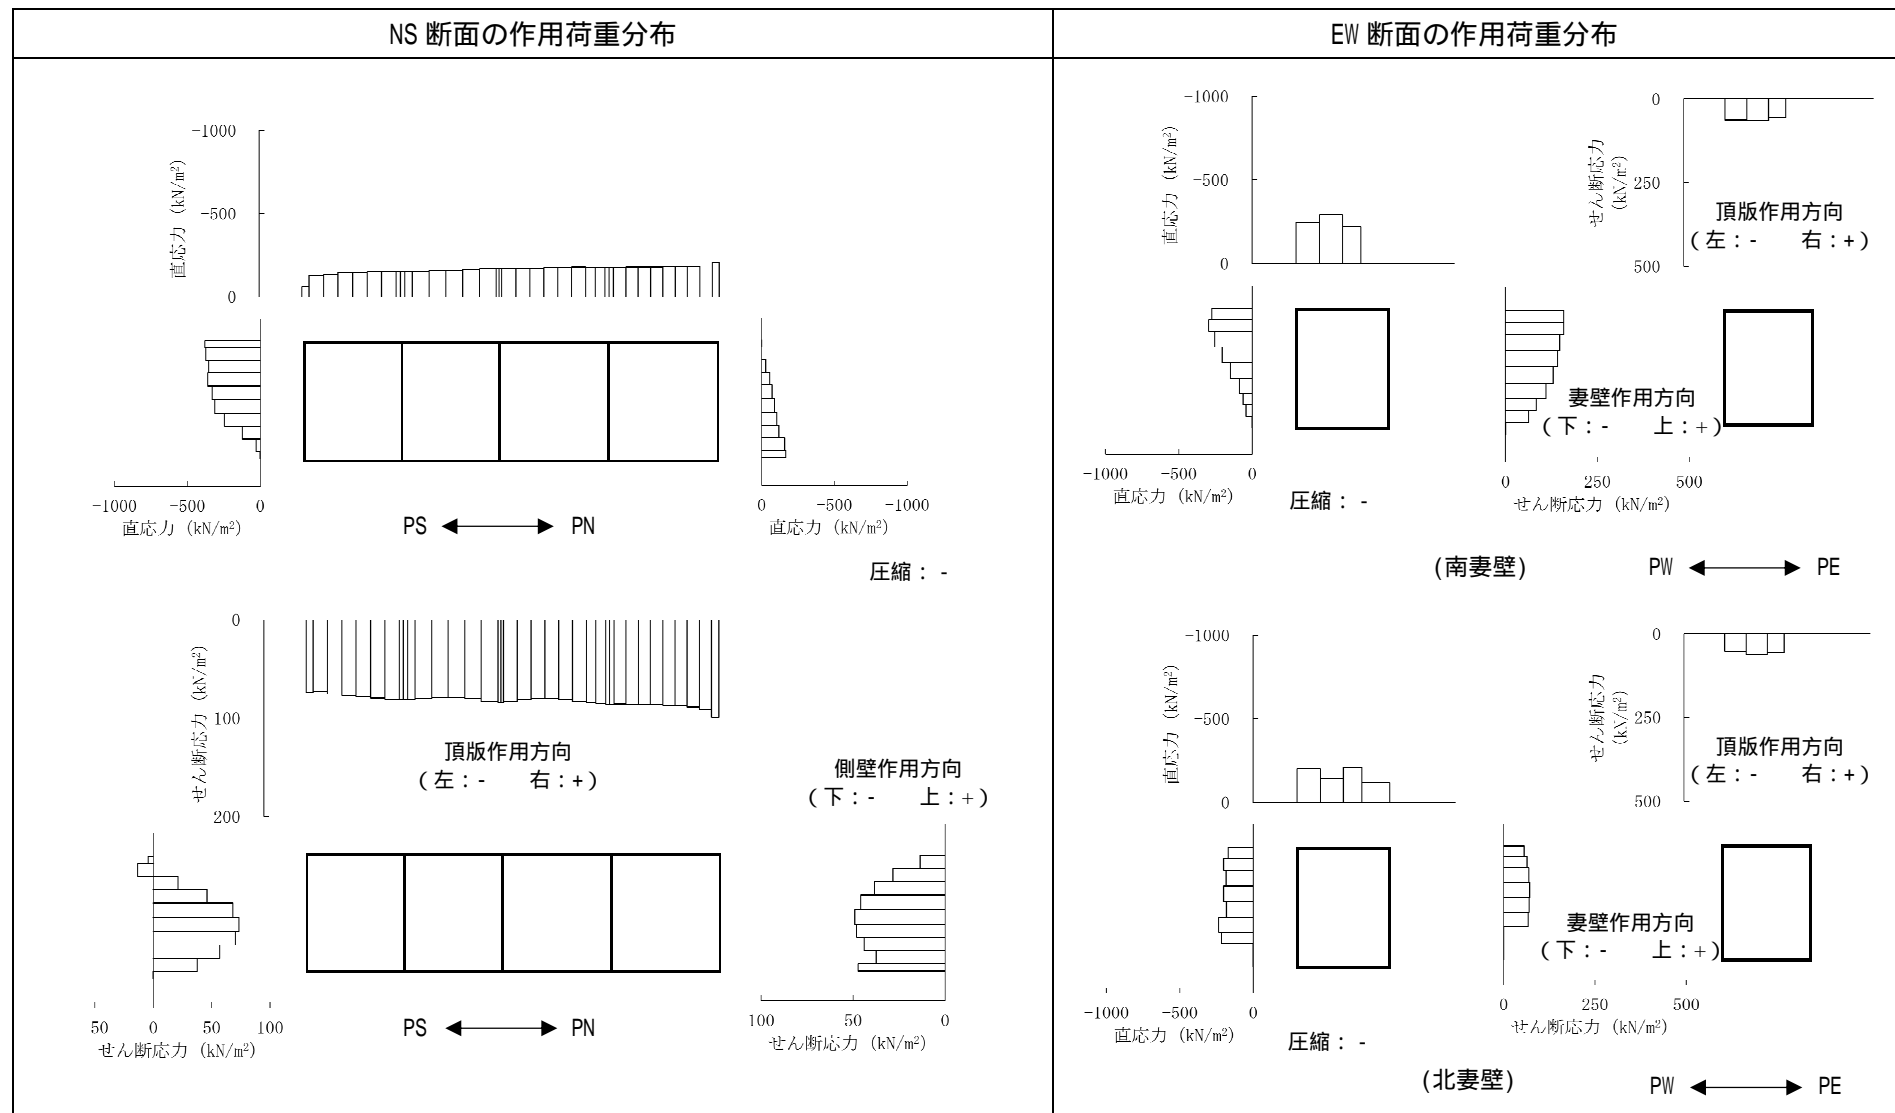 NS 断面の作用荷重分布
EW 断面の作用荷重分布
-1000
-500
0
直応力 (kN/m²)
-1000 -500 0
直応力 (kN/m²)
PS PN
0 -500 -1000
直応力 (kN/m²)
圧縮： -
0
100
200
せん断応力 (kN/m²)
頂版作用方向
（左：-　右：+）
側壁作用方向
（下：-　上：+）
50 0 50 100
せん断応力 (kN/m²)
PS PN
100 50 0
せん断応力 (kN/m²)
-1000
-500
0
直応力 (kN/m²)
0
250
500
せん断応力
(kN/m²)
頂版作用方向
（左：-　右：+）
妻壁作用方向
（下：-　上：+）
-1000 -500 0
直応力 (kN/m²)
圧縮： -
0 250 500
せん断応力 (kN/m²)
(南妻壁)
PW PE
-1000
-500
0
直応力 (kN/m²)
0
250
500
せん断応力
(kN/m²)
頂版作用方向
（左：-　右：+）
妻壁作用方向
（下：-　上：+）
-1000 -500 0
直応力 (kN/m²)
圧縮： -
0 250 500
せん断応力 (kN/m²)
(北妻壁)
PW PE